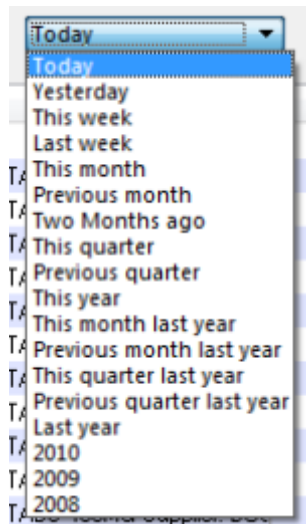 Today
Today
Yesterday
This week
Last week
This month
Previous month
Two Months ago
This quarter
Previous quarter
This year
This month last year
Previous month last year
This quarter last year
Previous quarter last year
Last year
2010
2009
2008